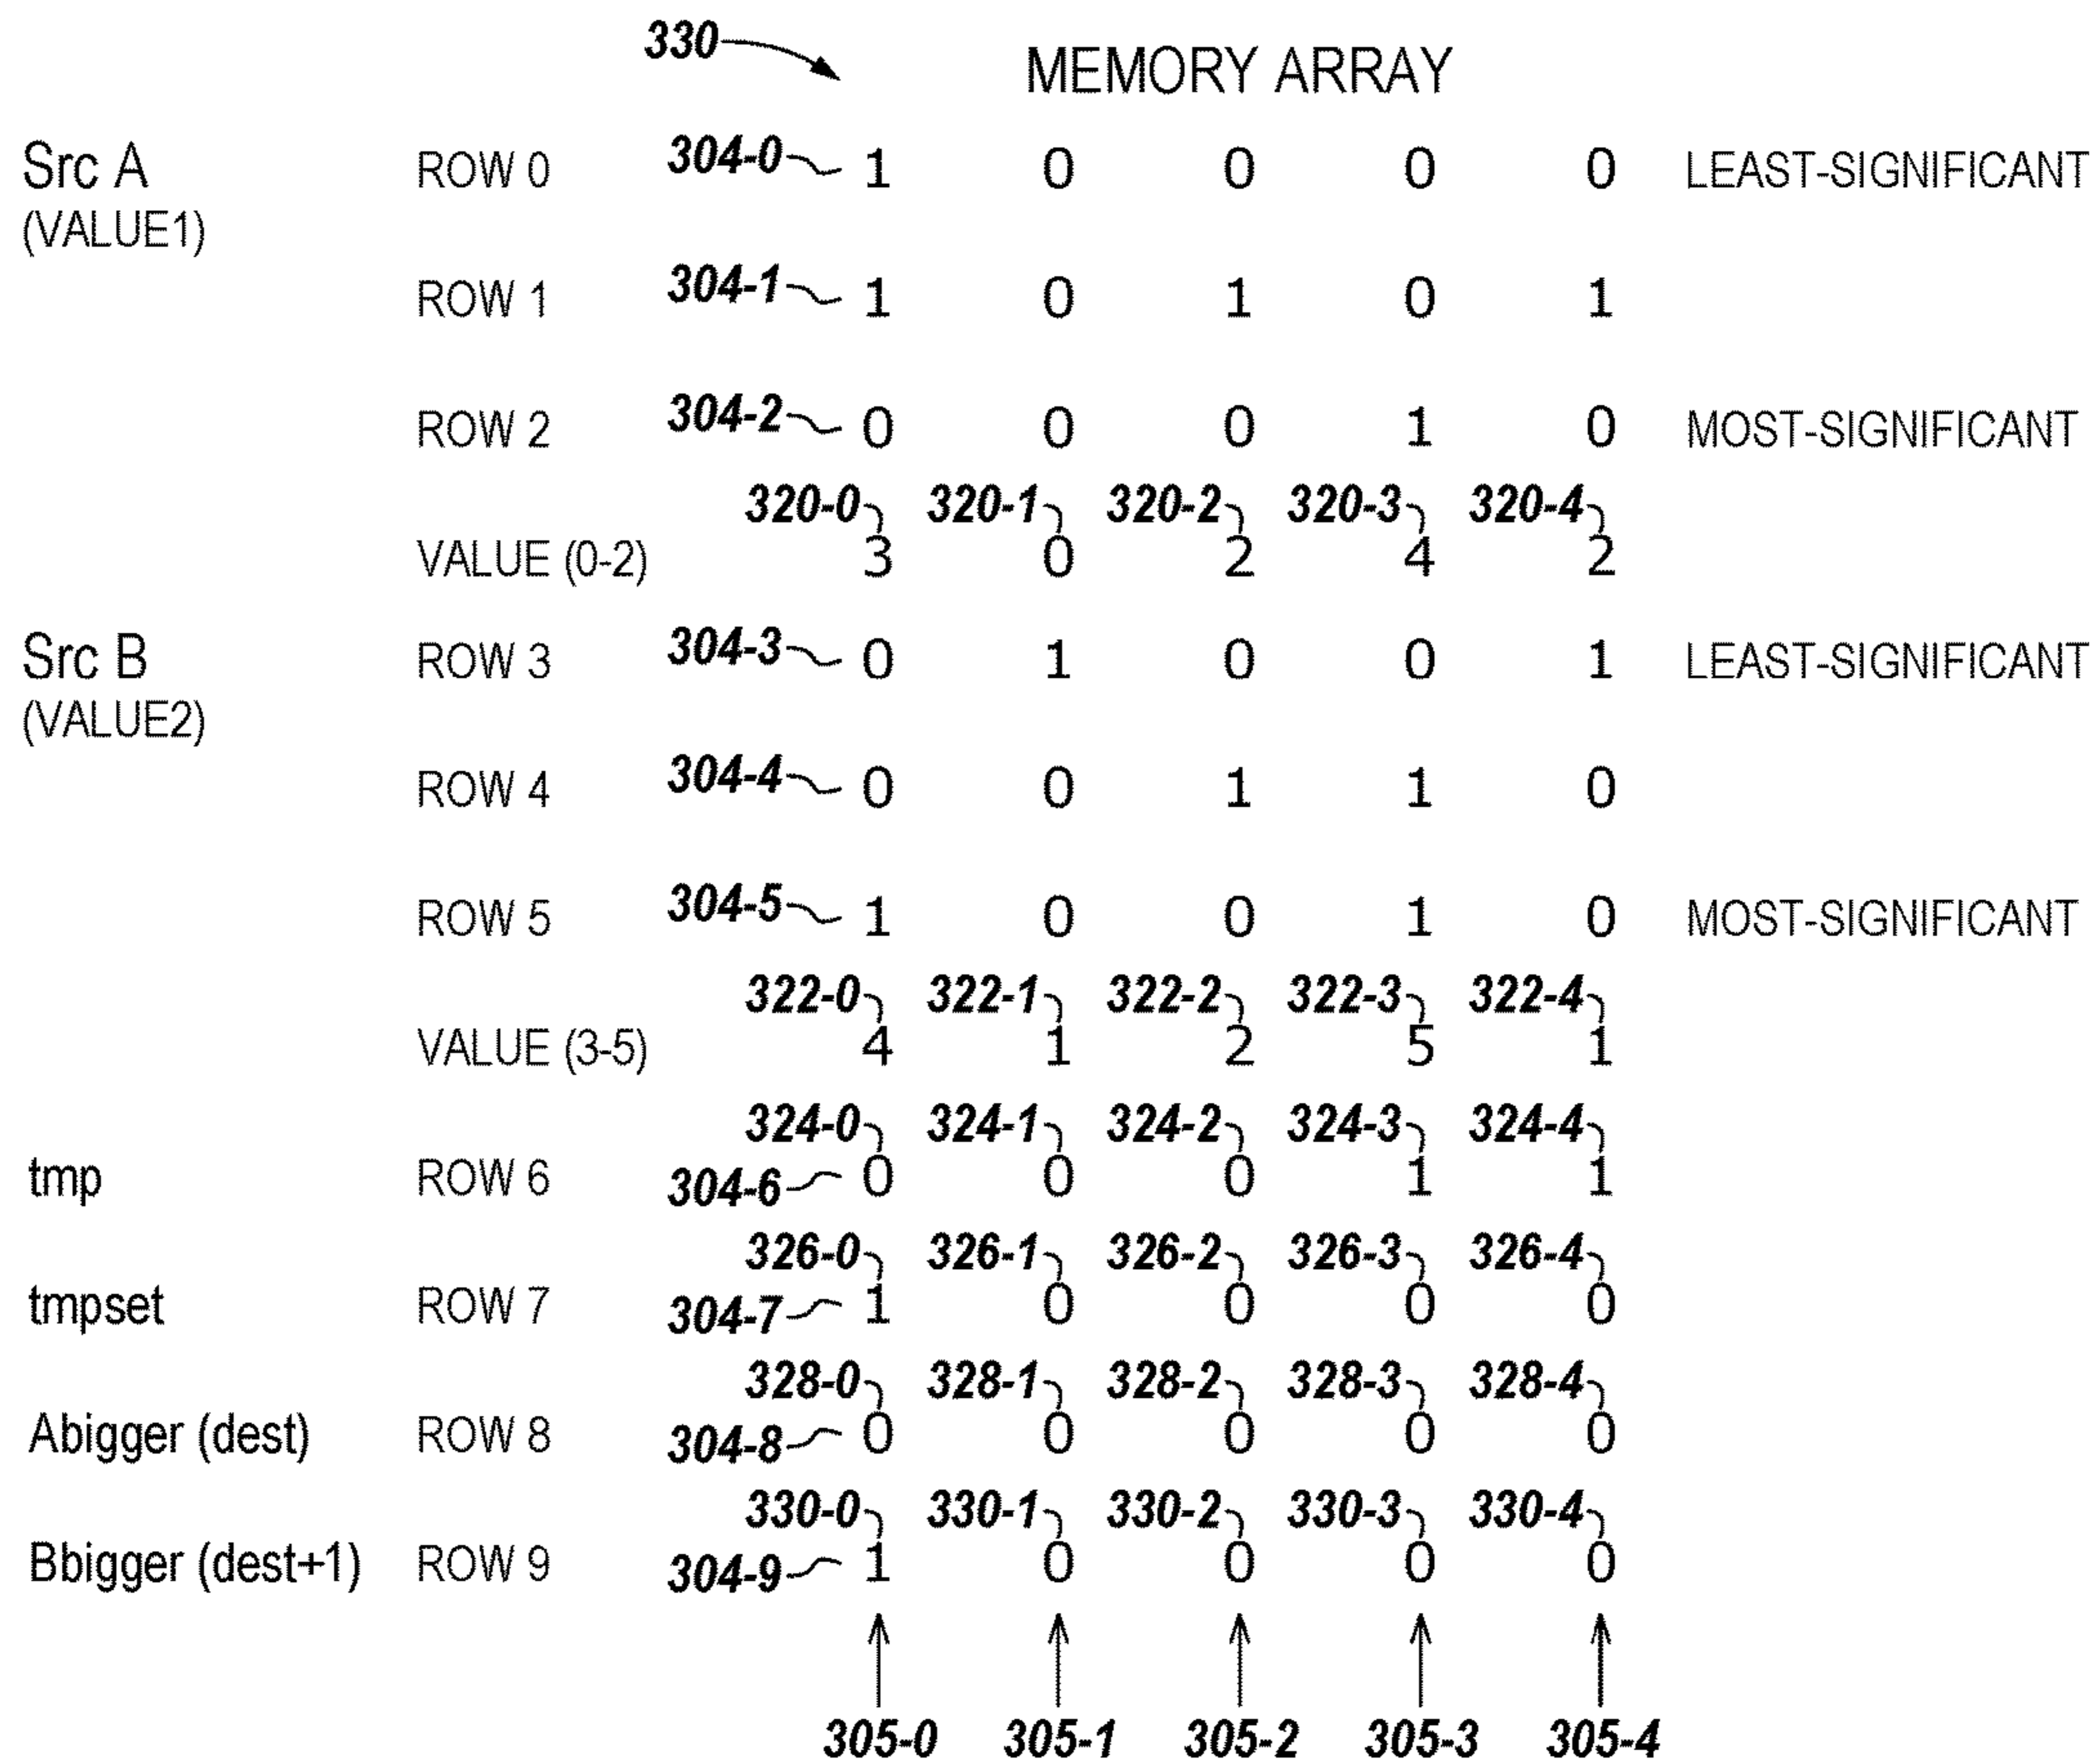 330 MEMORY ARRAY
Src A ROW 0 304-0 1 0 0 0 0 LEAST-SIGNIFICANT
(VALUE1)
ROW 1 304-1 1 0 1 0 1
ROW 2 304-2 0 0 0 1 0 MOST-SIGNIFICANT
320-0 320-1 320-2 320-3 320-4
VALUE (0-2) 3 0 2 4 2
Src B ROW 3 304-3 0 1 0 0 1 LEAST-SIGNIFICANT
(VALUE2)
ROW 4 304-4 0 0 1 1 0
ROW 5 304-5 1 0 0 1 0 MOST-SIGNIFICANT
322-0 322-1 322-2 322-3 322-4
VALUE (3-5) 4 1 2 5 1
324-0 324-1 324-2 324-3 324-4
tmp ROW 6 304-6 0 0 0 1 1
326-0 326-1 326-2 326-3 326-4
tmpset ROW 7 304-7 1 0 0 0 0
328-0 328-1 328-2 328-3 328-4
Abigger (dest) ROW 8 304-8 0 0 0 0 0
330-0 330-1 330-2 330-3 330-4
Bbigger (dest+1) ROW 9 304-9 1 0 0 0 0
305-0 305-1 305-2 305-3 305-4